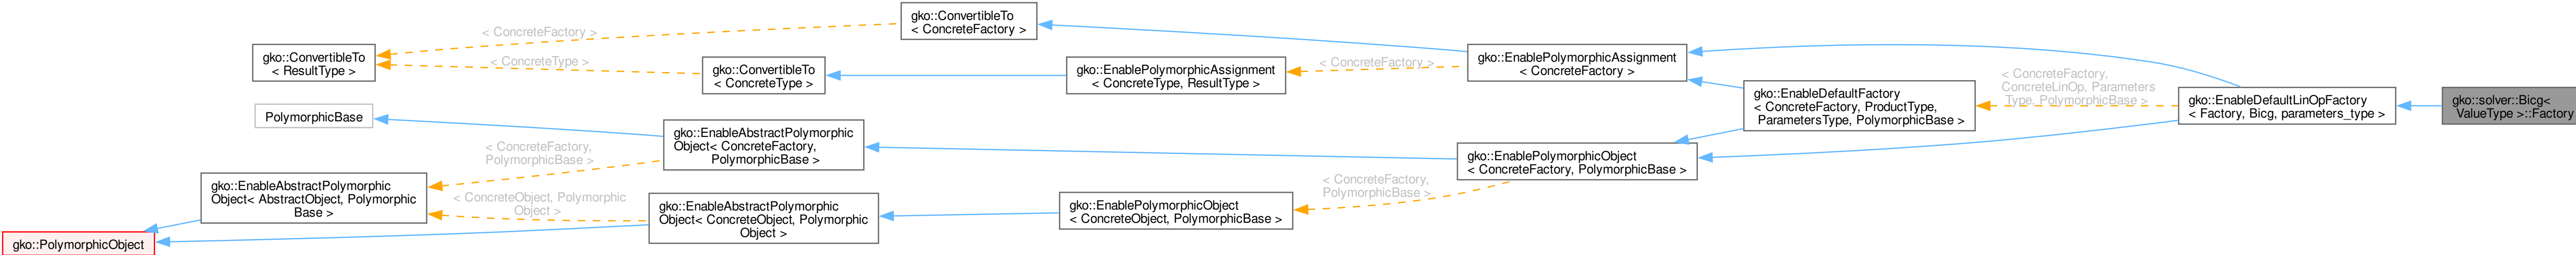 gko::ConvertibleTo
< ConcreteFactory >
< ConcreteFactory >
gko::ConvertibleTo
< ResultType >
< ConcreteType >
gko::ConvertibleTo
< ConcreteType >
gko::EnablePolymorphicAssignment
< ConcreteType, ResultType >
< ConcreteFactory >
gko::EnablePolymorphicAssignment
< ConcreteFactory >
gko::EnableDefaultFactory
< ConcreteFactory, ProductType,
ParametersType, PolymorphicBase >
< ConcreteFactory,
ConcreteLinOp, Parameters
Type, PolymorphicBase >
gko::EnableDefaultLinOpFactory
< Factory, Bicg, parameters_type >
gko::solver::Bicg<
ValueType >::Factory
PolymorphicBase
gko::EnableAbstractPolymorphic
Object< ConcreteFactory,
PolymorphicBase >
< ConcreteFactory,
PolymorphicBase >
gko::EnablePolymorphicObject
< ConcreteFactory, PolymorphicBase >
< ConcreteFactory,
PolymorphicBase >
gko::EnableAbstractPolymorphic
Object< AbstractObject, Polymorphic
Base >
< ConcreteObject, Polymorphic
Object >
gko::EnableAbstractPolymorphic
Object< ConcreteObject, Polymorphic
Object >
gko::EnablePolymorphicObject
< ConcreteObject, PolymorphicBase >
gko::PolymorphicObject